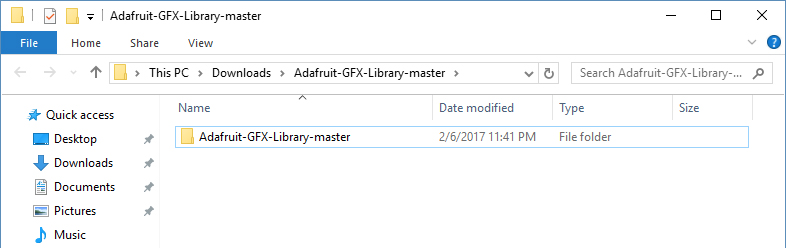 Adafruit-GFX-Library-master
File Home Share View
This PC Downloads Adafruit-GFX-Library-master Search Adafruit-GFX-Library-...
Quick access
Desktop
Downloads
Documents
Pictures
Music
Name Date modified Type Size
Adafruit-GFX-Library-master 2/6/2017 11:41 PM File folder